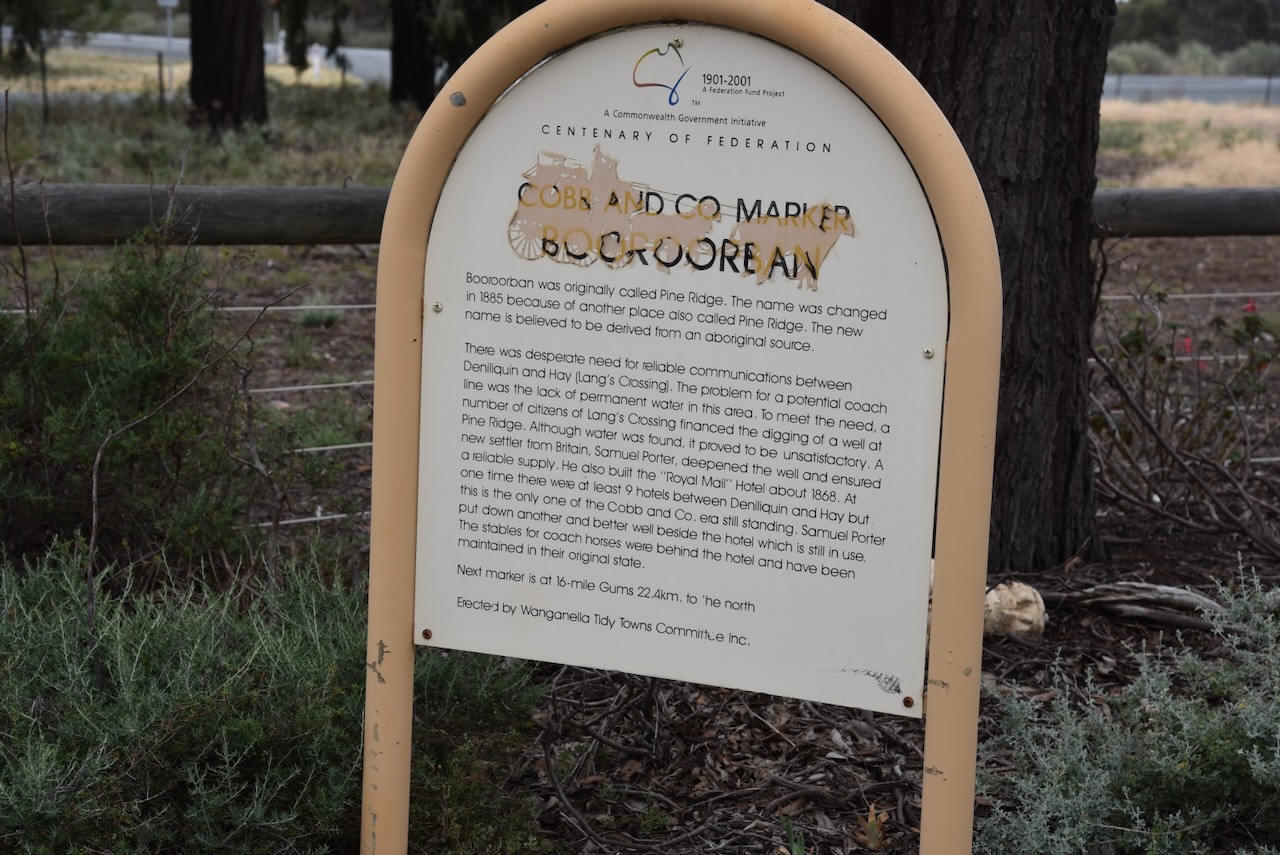 1901-2001
A Federation Fund Project
TM
A Commonwealth Government Initiative
CENTENARY OF FEDERATION
COBB AND CO MARKER
BOOROORBAN
Booroorban was originally called Pine Ridge. The name was changed
in 1885 because of another place also called Pine Ridge. The new
name is believed to be derived from an aboriginal source.
There was desperate need for reliable communications between
Deniliquin and Hay (Lang's Crossing). The problem for a potential coach
line was the lack of permanent water in this area. To meet the need, a
number of citizens of Lang's Crossing financed the digging of a well at
Pine Ridge. Although water was found, it proved to be unsatisfactory. A
new settler from Britain, Samuel Porter, deepened the well and ensured
a reliable supply. He also built the "Royal Mail" Hotel about 1868. At
one time there were at least 9 hotels between Deniliquin and Hay but
this is the only one of the Cobb and Co. era still standing. Samuel Porter
put down another and better well beside the hotel which is still in use.
The stables for coach horses were behind the hotel and have been
maintained in their original state.
Next marker is at 16-mile Gums 22.4km. to 'he north
Erected by Wanganella Tidy Towns Committee Inc.